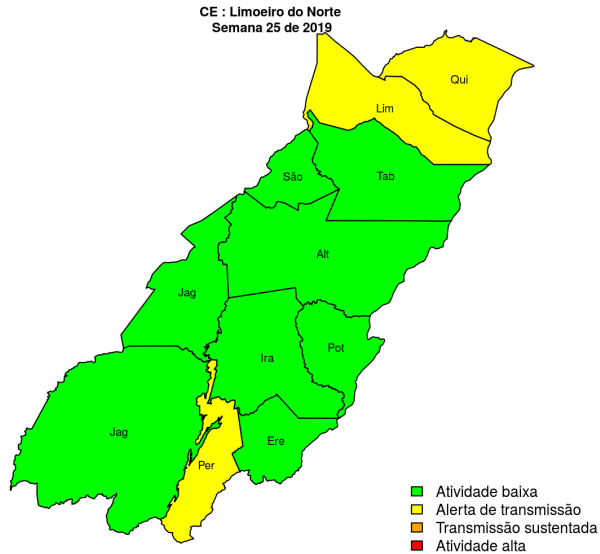 CE : Limoeiro do Norte
Semana 25 de 2019
Qui
Lim
São
Tab
Alt
Jag
Ira
Pot
Jag
Ere
Per
Atividade baixa
Alerta de transmissão
Transmissão sustentada
Atividade alta